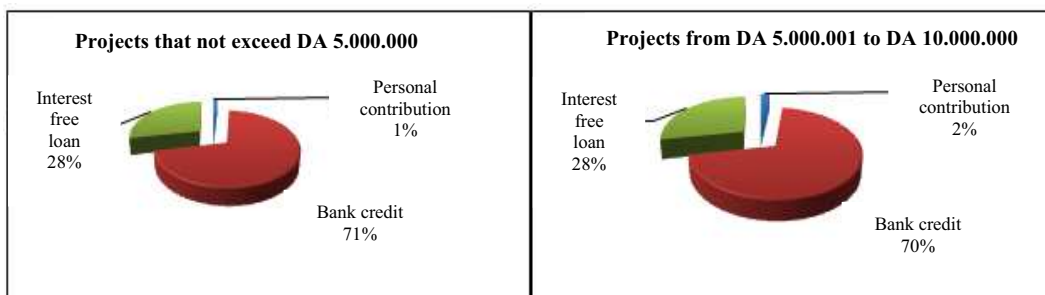 Projects that not exceed DA 5.000.000
Interest
free
loan
28%
Personal
contribution
1%
Bank credit
71%
Projects from DA 5.000.001 to DA 10.000.000
Interest
free
loan
28%
Personal
contribution
2%
Bank credit
70%